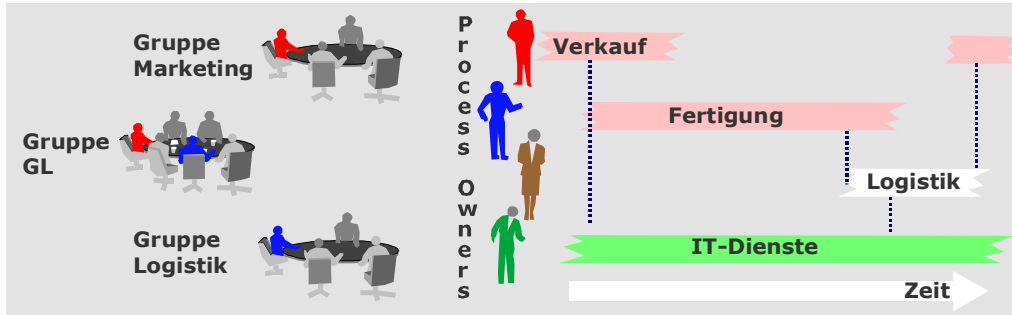 Gruppe
Marketing
Gruppe
GL
Gruppe
Logistik
Process Owners
Verkauf
Fertigung
Logistik
IT-Dienste
Zeit